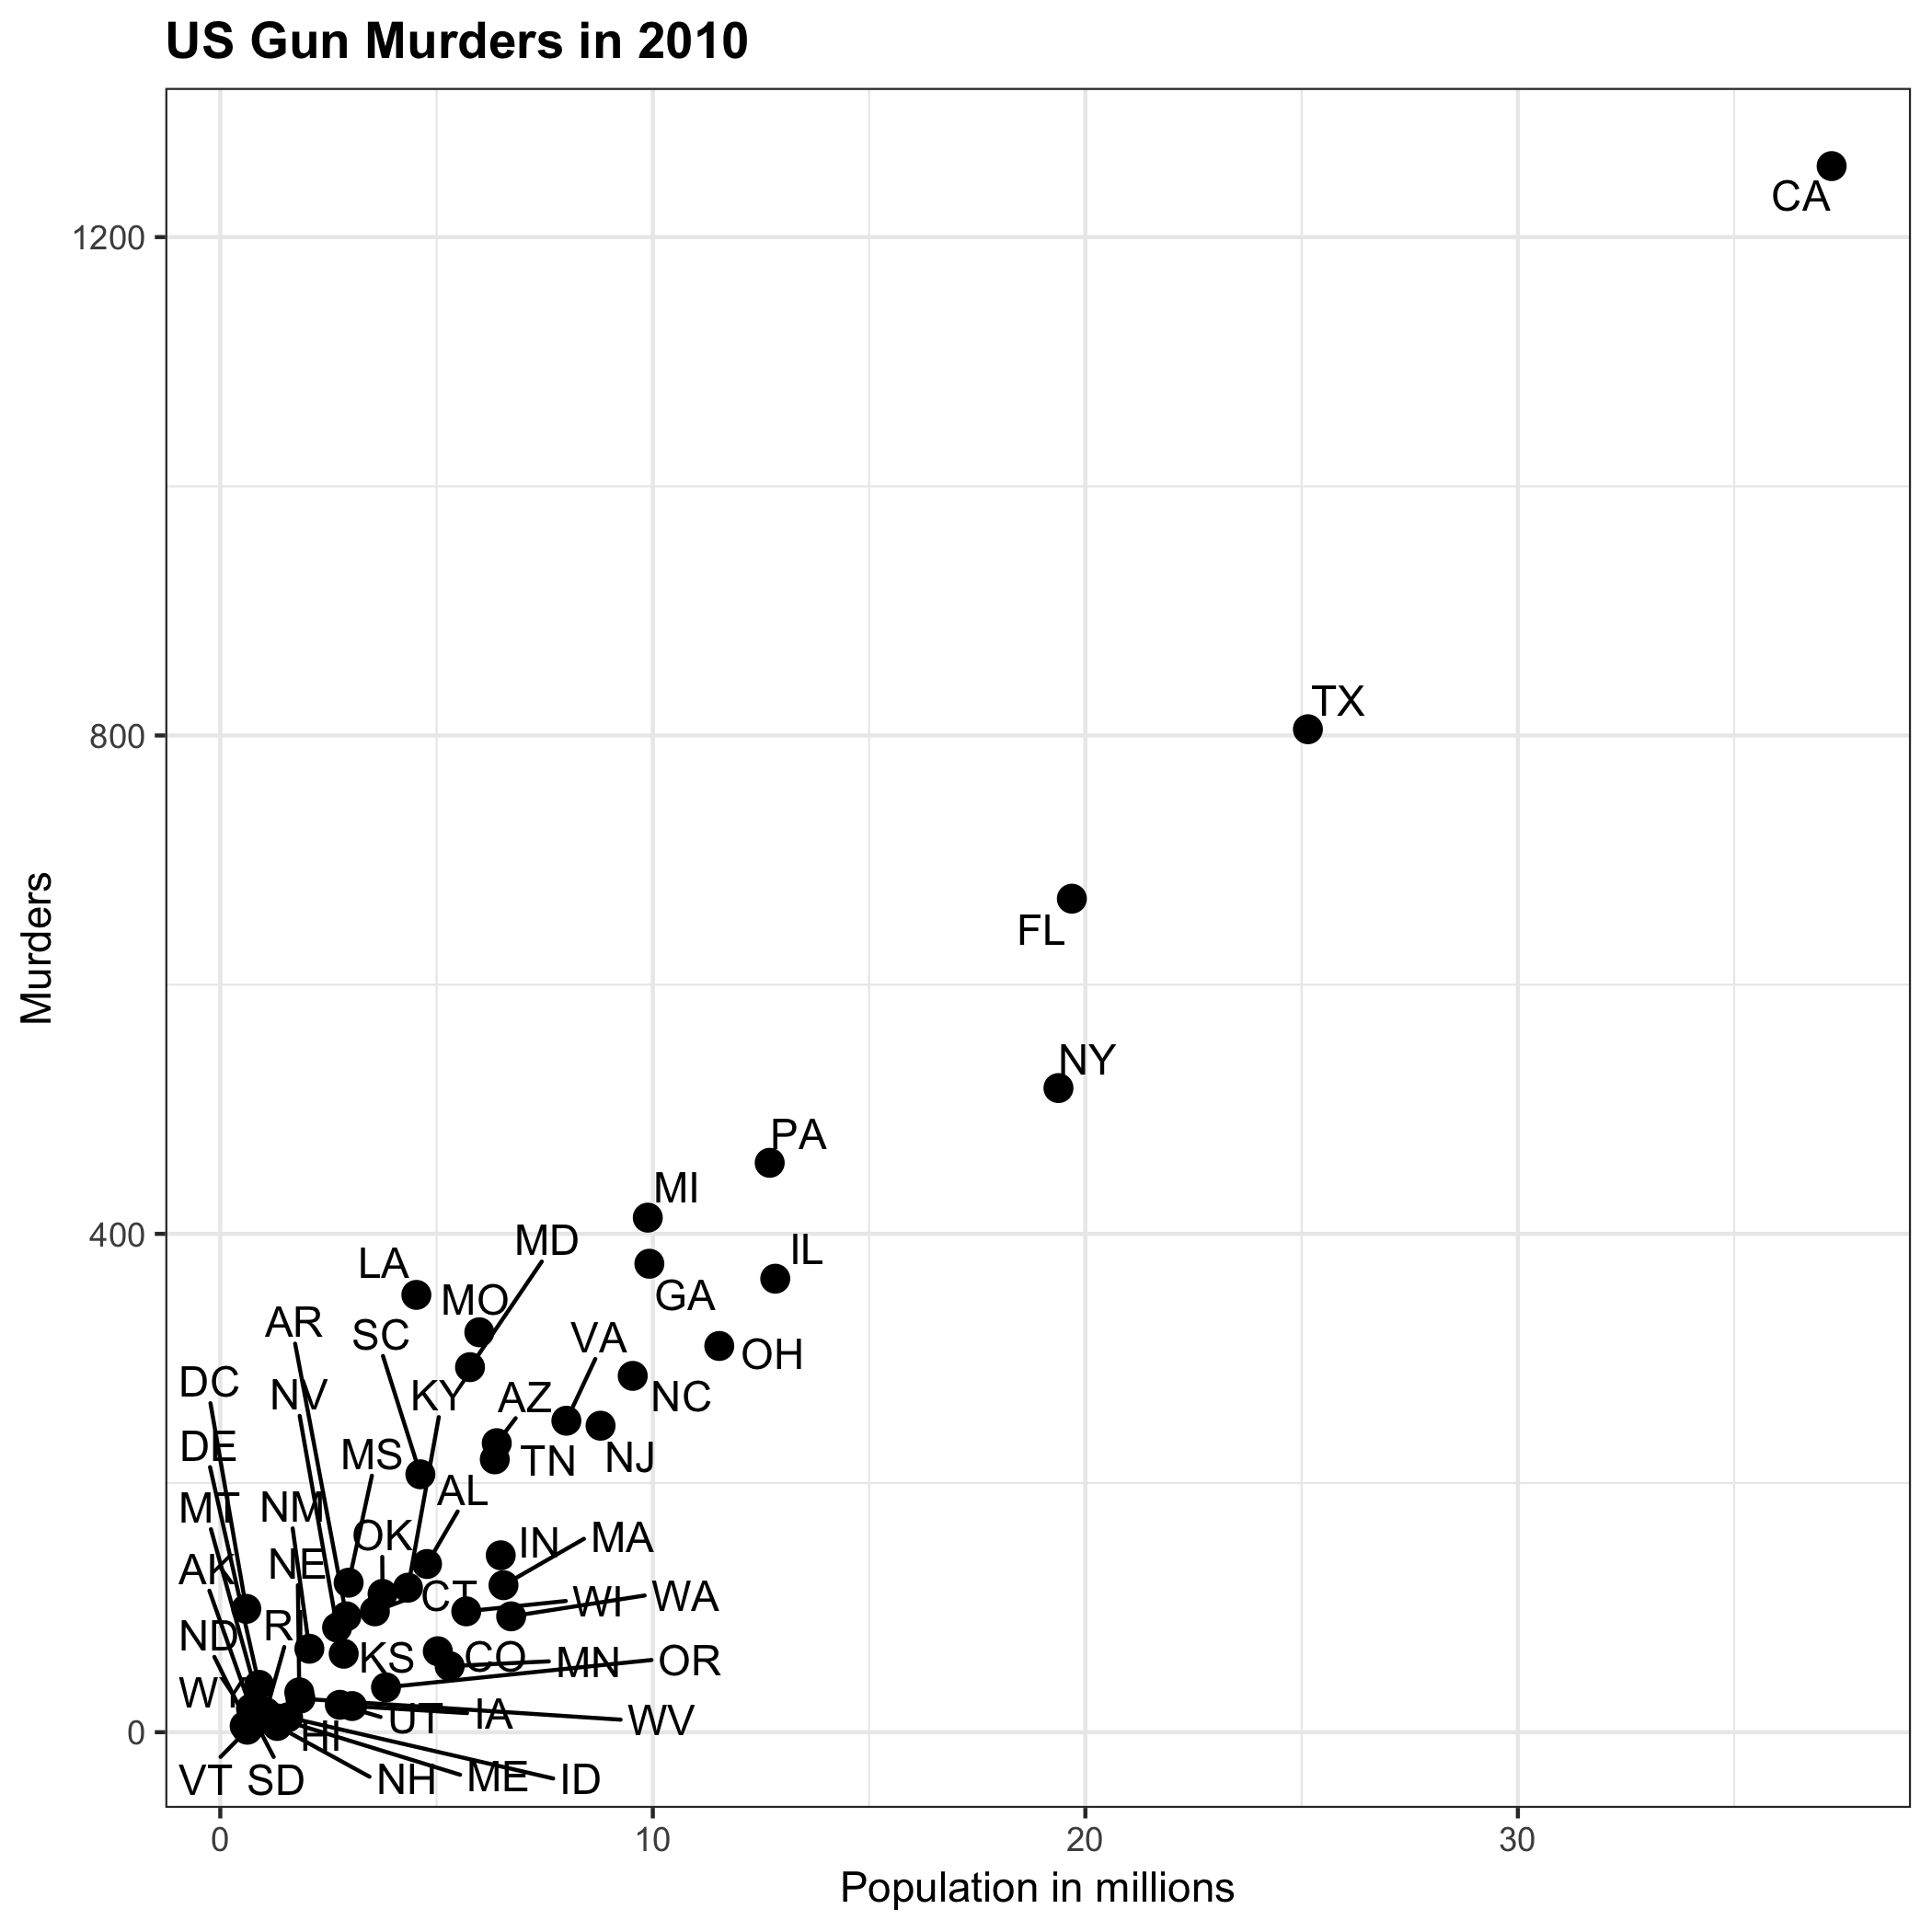 US Gun Murders in 2010
CA
1200
TX
800
FL
Murders
NY
PA
MI
400
MD
IL
LA
MO
GA
AR
SC
VA
OH
DC
NV
KY
AZ
NC
DE
MS
TN
NJ
AL
MT
NM
OK
IN
MA
AK
NE
CT
WI
WA
ND
RI
KS
CO
MN
OR
WY
UT
IA
WV
0
HI
VT
SD
NH
ME
ID
0
10
20
30
Population in millions